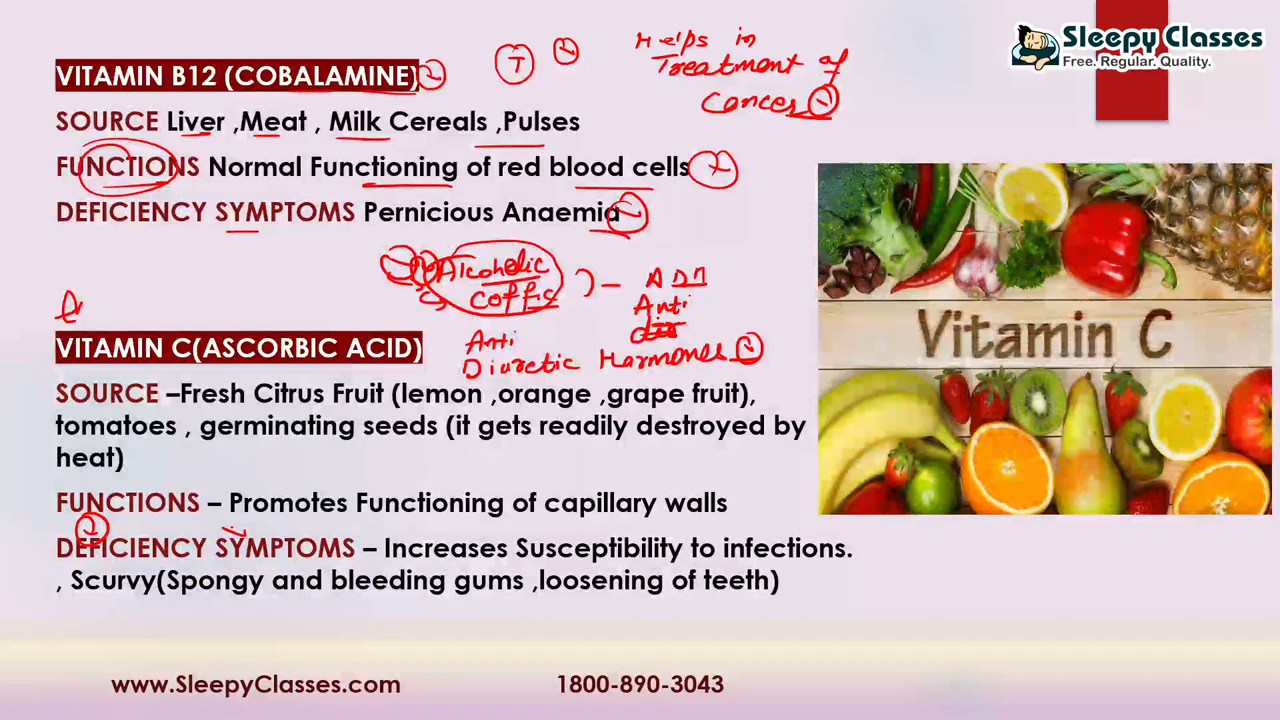 Sleepy Classes
Free. Regular. Quality.
Helps in
Treatment of
Cancer
T
VITAMIN B12 (COBALAMINE)
SOURCE Liver ,Meat , Milk Cereals ,Pulses
FUNCTIONS Normal Functioning of red blood cells
DEFICIENCY SYMPTOMS Pernicious Anaemia
Alcoholic
coffic
Anti
Anti
Diuretic Harmones
VITAMIN C(ASCORBIC ACID)
SOURCE –Fresh Citrus Fruit (lemon ,orange ,grape fruit),
tomatoes , germinating seeds (it gets readily destroyed by
heat)
FUNCTIONS – Promotes Functioning of capillary walls
DEFICIENCY SYMPTOMS – Increases Susceptibility to infections.
, Scurvy(Spongy and bleeding gums ,loosening of teeth)
Vitamin C
www.SleepyClasses.com
1800-890-3043